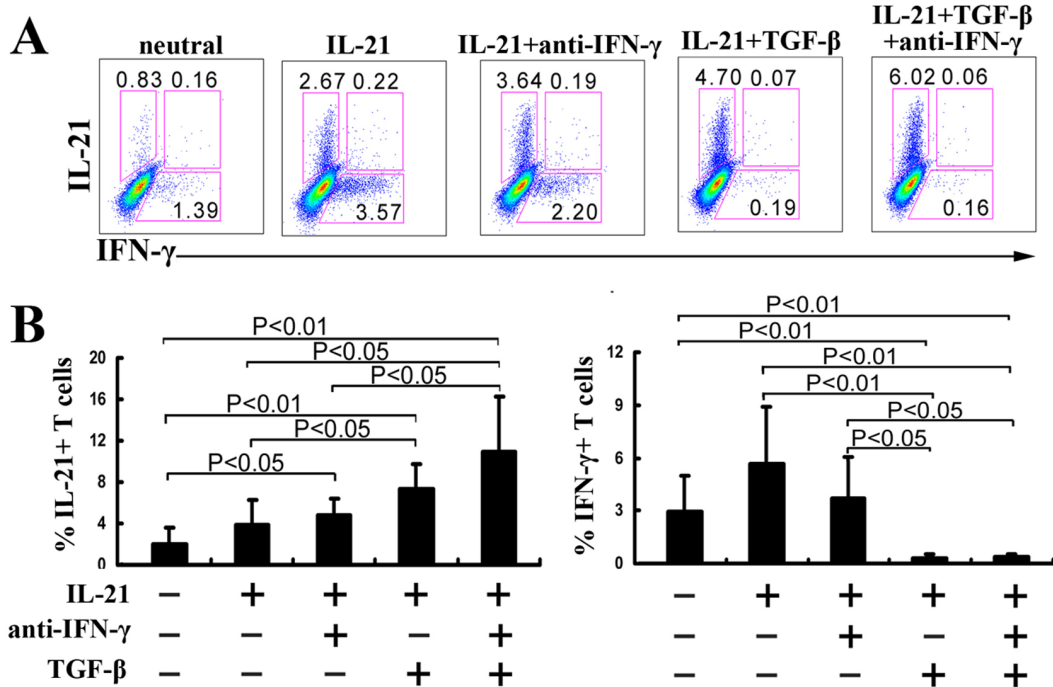 A
neutral
IL-21
IL-21+anti-IFN-γ
IL-21+TGF-β
IL-21+TGF-β
+anti-IFN-γ
0.83 0.16
2.67 0.22
3.64 0.19
4.70 0.07
6.02 0.06
IL-21
1.39
3.57
2.20
0.19
0.16
IFN-γ
B
P<0.01
P<0.05
P<0.05
P<0.01
P<0.05
P<0.05
% IL-21+ T cells
20
16
12
8
4
0
P<0.01
P<0.01
P<0.01
P<0.01
P<0.05
P<0.05
% IFN-γ+ T cells
12
9
6
3
0
IL-21 − + + + +
anti-IFN-γ − − + − +
TGF-β − − − + +
− + + + +
− − + − +
− − − + +